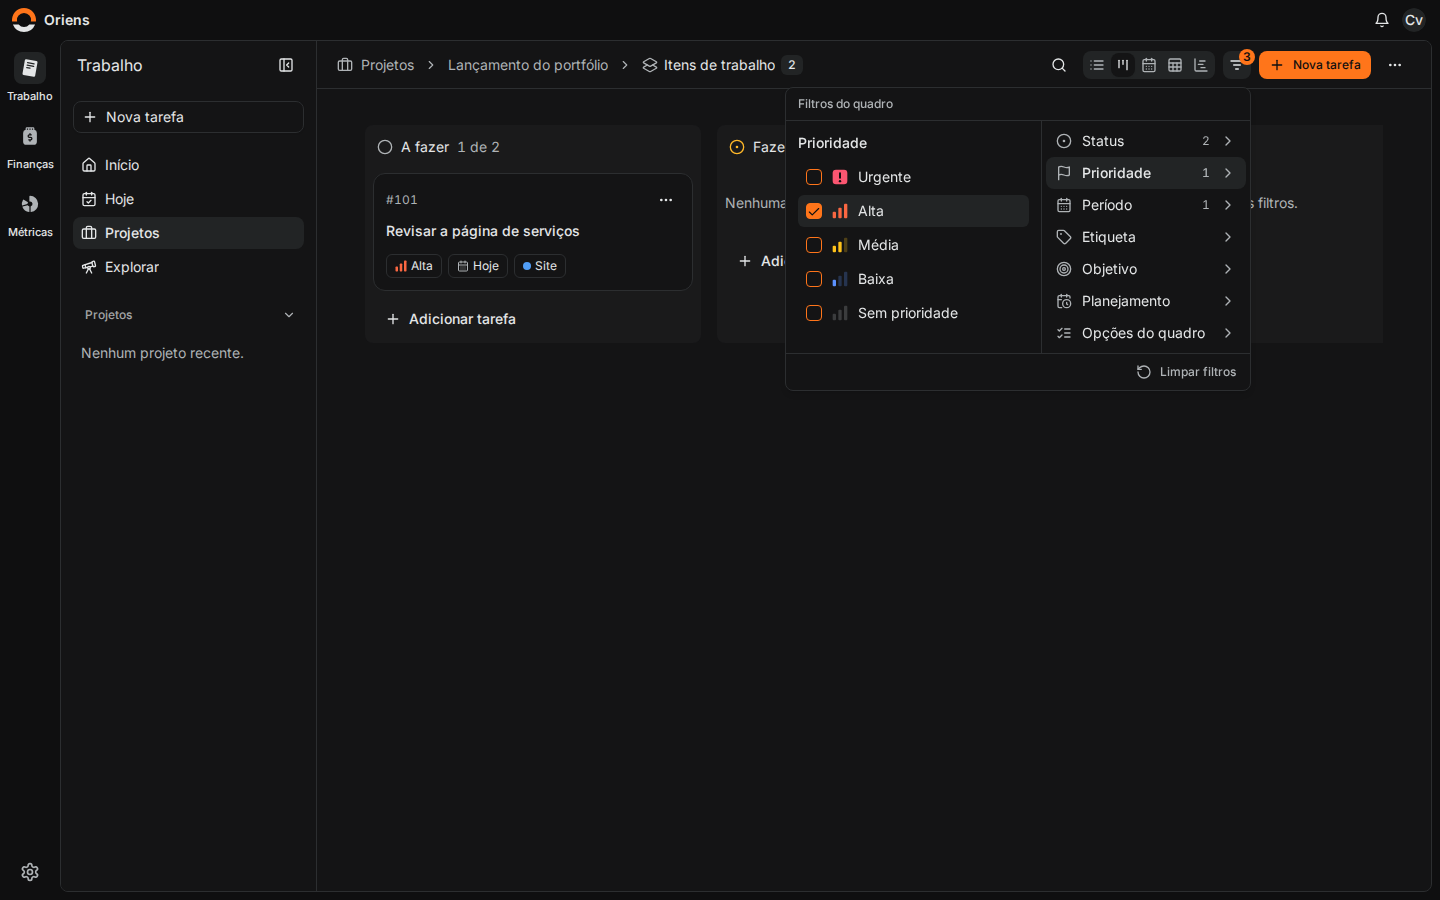 Oriens
Cv
Trabalho
Finanças
Métricas
Trabalho
Nova tarefa
Início
Hoje
Projetos
Explorar
Projetos
Nenhum projeto recente.
Projetos > Lançamento do portfólio > Itens de trabalho 2
3
Nova tarefa
A fazer 1 de 2
#101
Revisar a página de serviços
Alta
Hoje
Site
Adicionar tarefa
Filtros do quadro
Prioridade
Urgente
Alta
Média
Baixa
Sem prioridade
Status 2
Prioridade 1
Período 1
Etiqueta
Objetivo
Planejamento
Opções do quadro
Limpar filtros
filtros.